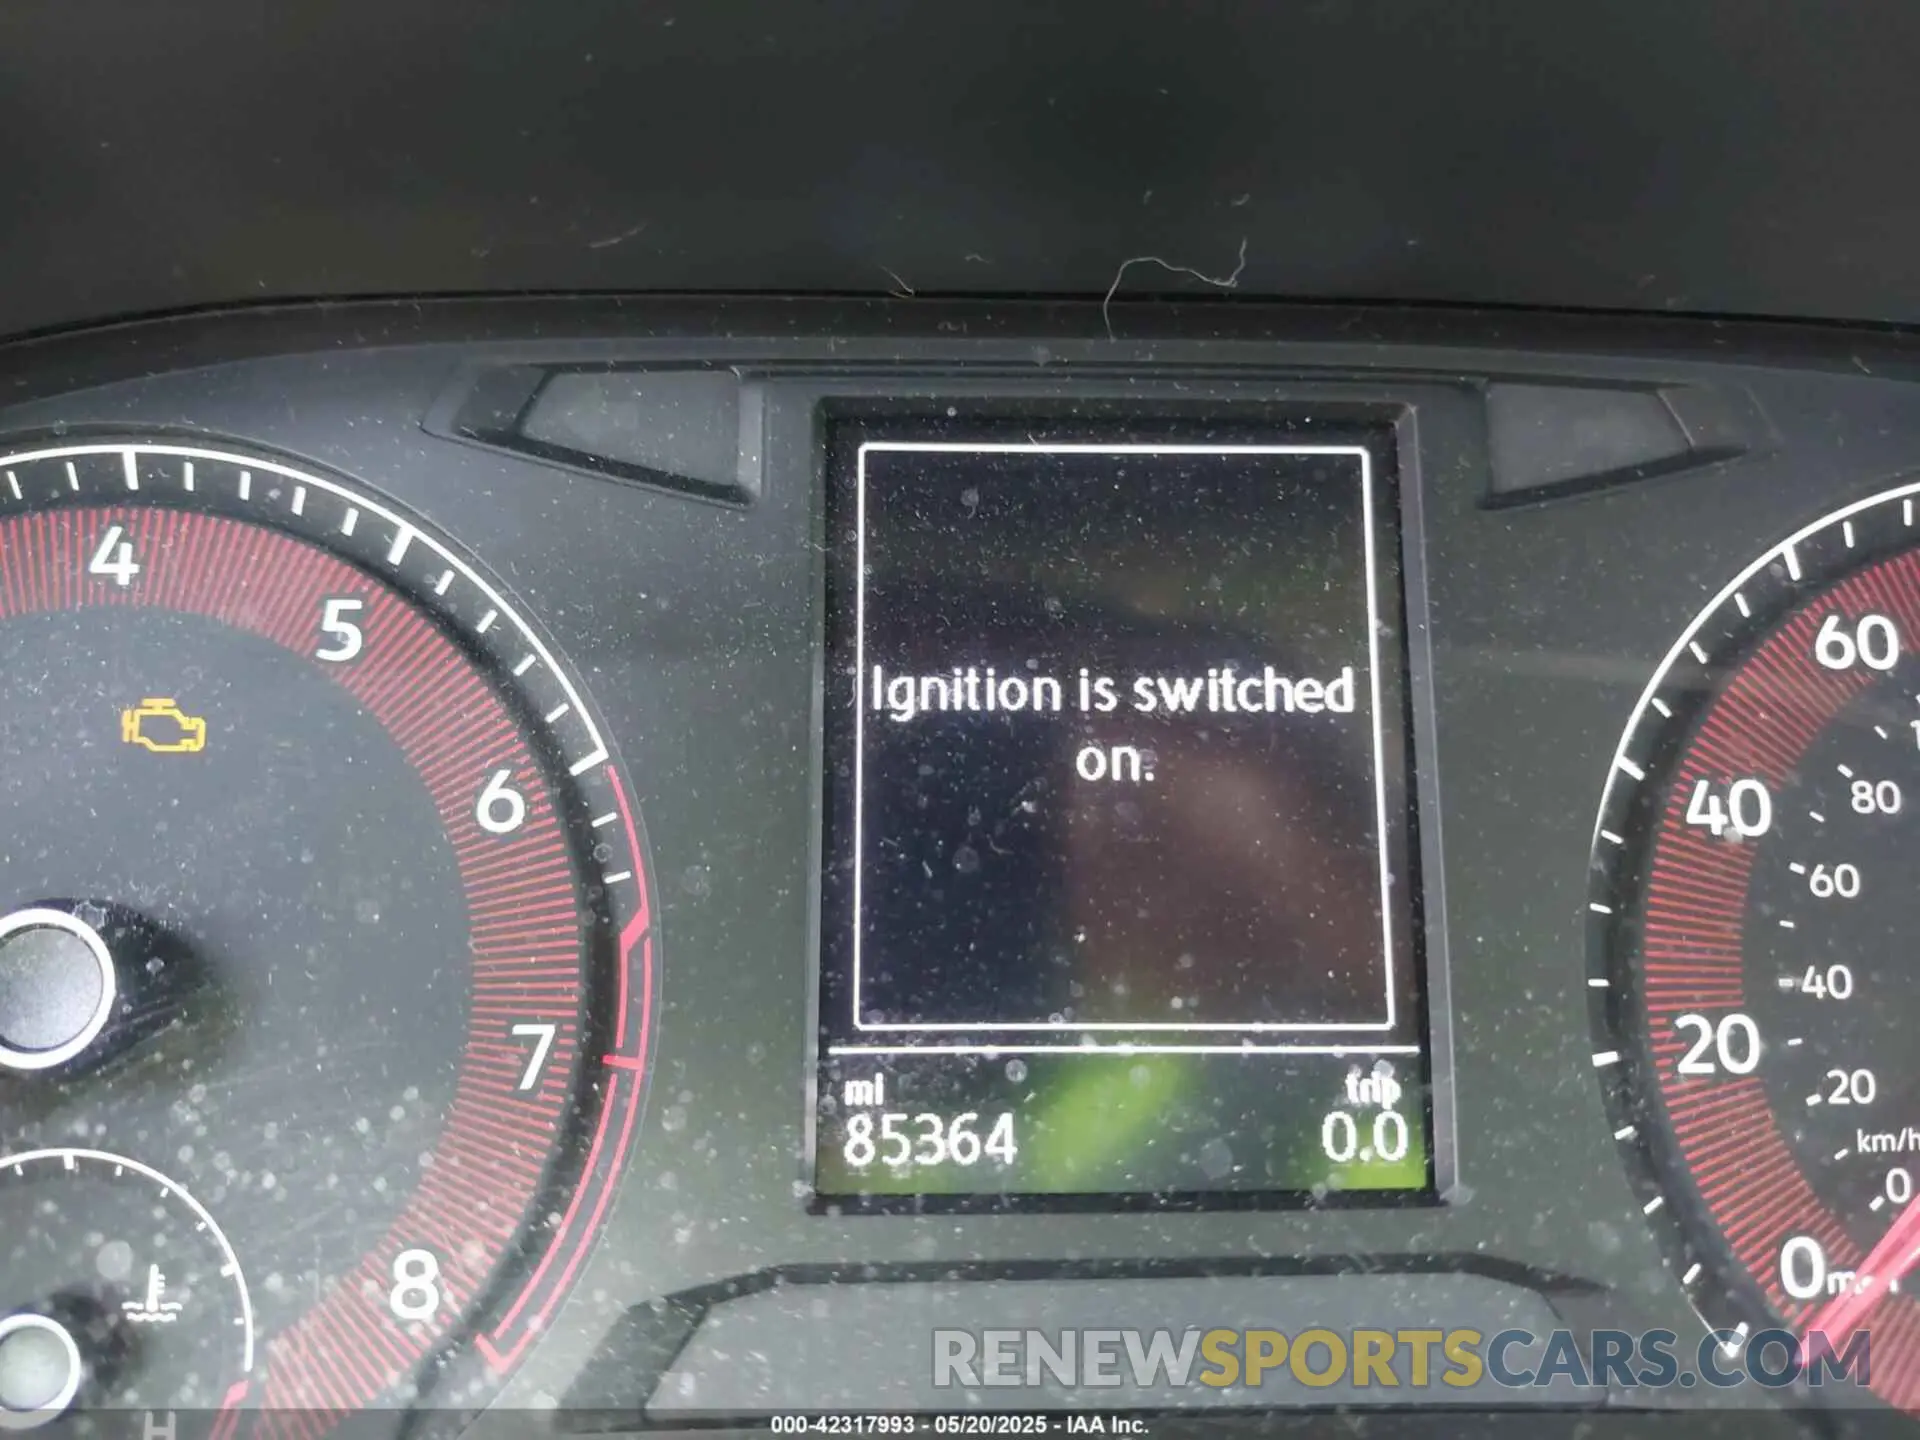 4
5
6
7
8
H
Ignition is switched
on.
mi
85364
trip
0.0
60
40
20
0
80
60
40
20
km/h
0
RENEWSPORTSCARS.COM
000-42317993 - 05/20/2025 - IAA Inc.